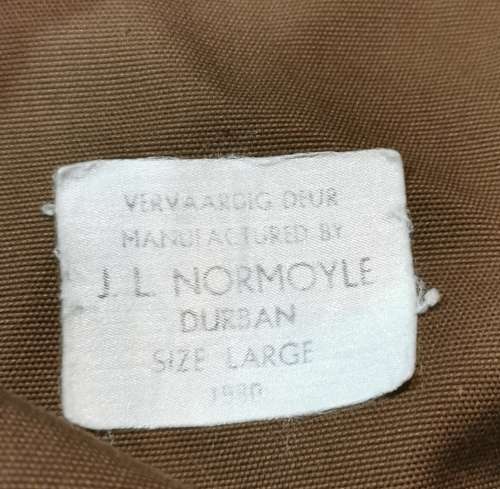 VERVAARDIG DEUR
MANUFACTURED BY
J. L. NORMOYLE
DURBAN
SIZE LARGE
1980